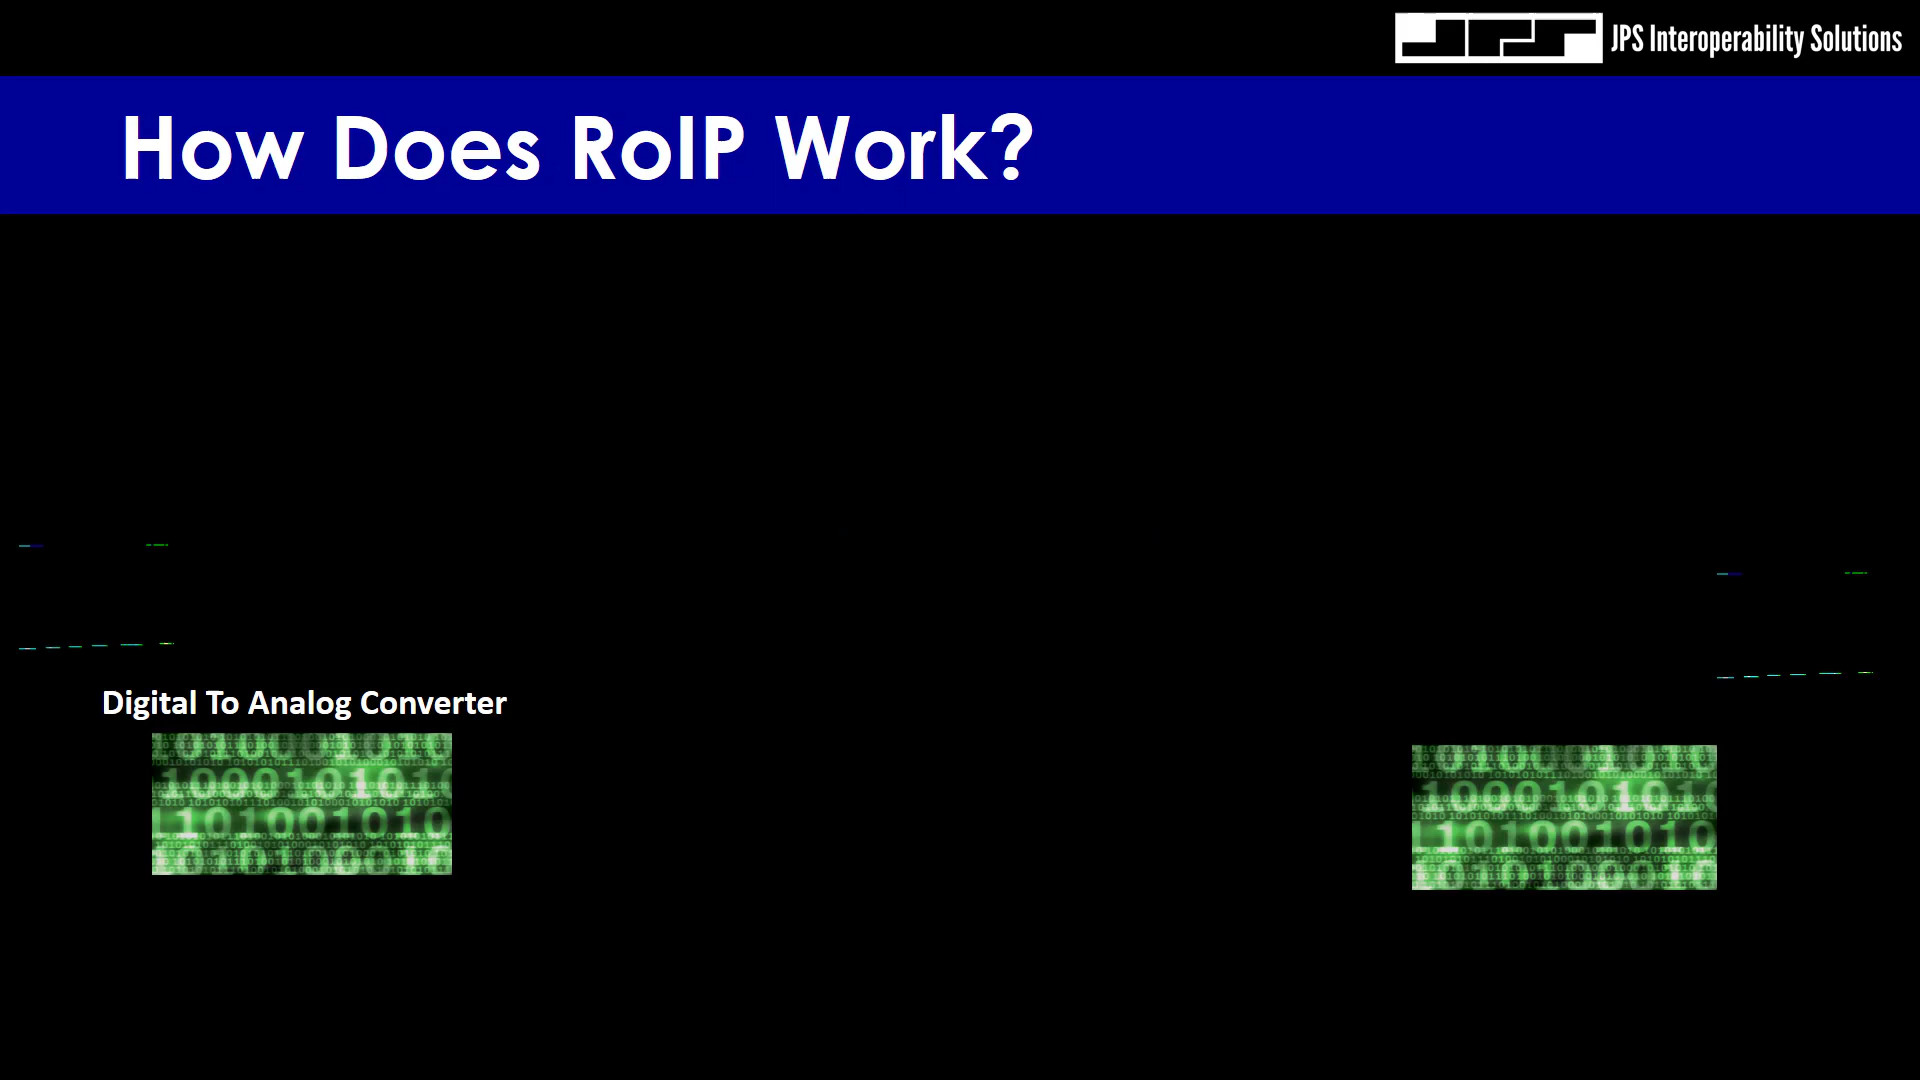 JPS Interoperability Solutions
How Does RoIP Work?
Digital To Analog Converter